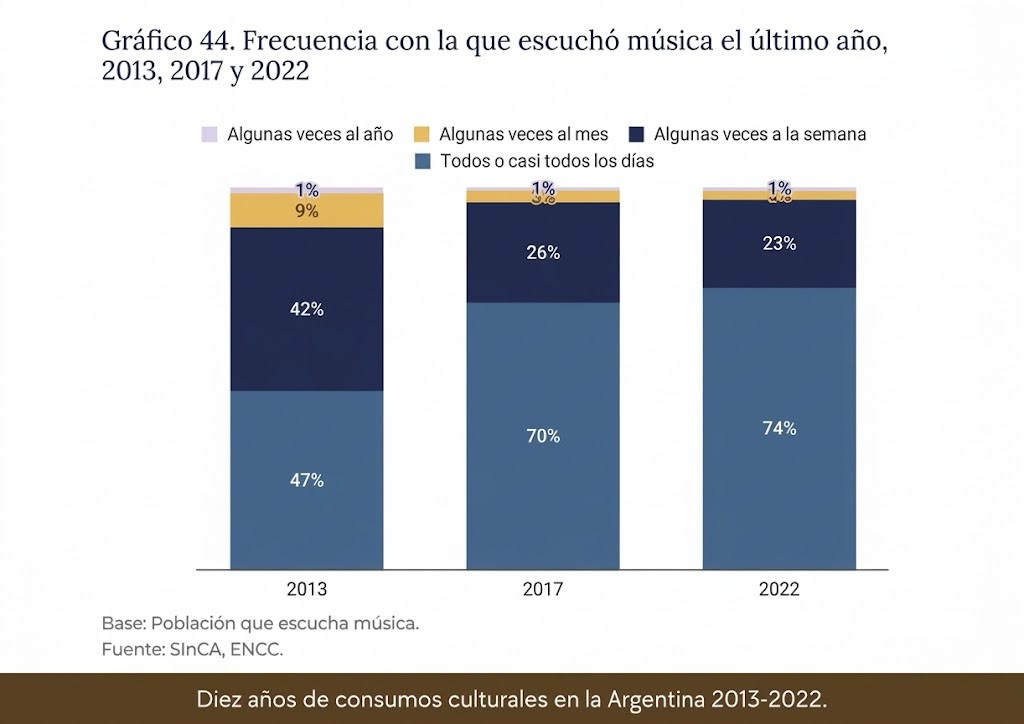 Gráfico 44. Frecuencia con la que escuchó música el último año,
2013, 2017 y 2022
Algunas veces al año Algunas veces al mes Algunas veces a la semana
Todos o casi todos los días
1% 1% 1%
9%
42% 26% 23%
47% 70% 74%
2013 2017 2022
Base: Población que escucha música.
Fuente: SInCA, ENCC.
Diez años de consumos culturales en la Argentina 2013-2022.